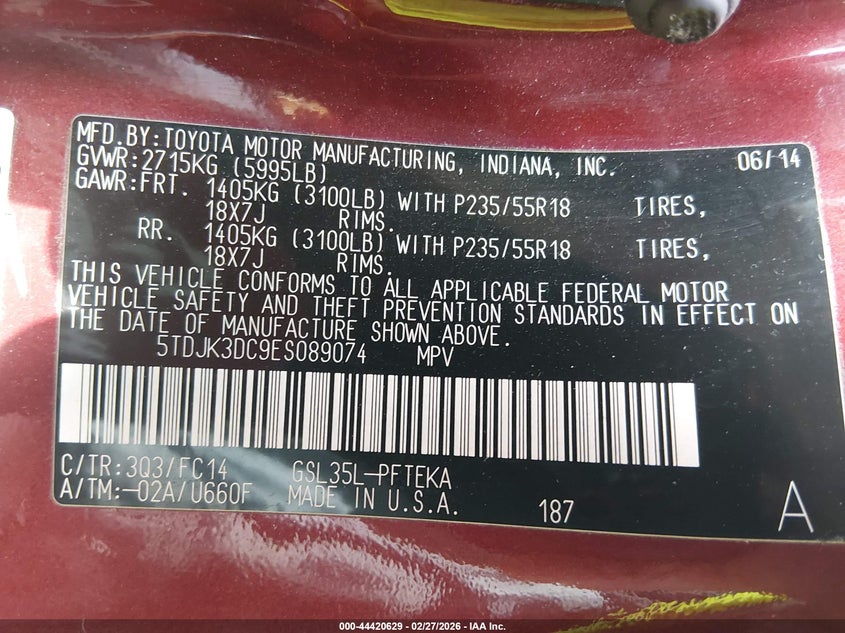 MFD.BY:TOYOTA MOTOR MANUFACTURING, INDIANA, INC. 06/14
GVWR:2715KG (5995LB)
GAWR:FRT. 1405KG (3100LB) WITH P235/55R18 TIRES,
18X7J RIMS.
RR. 1405KG (3100LB) WITH P235/55R18 TIRES,
18X7J RIMS.
THIS VEHICLE CONFORMS TO ALL APPLICABLE FEDERAL MOTOR
VEHICLE SAFETY AND THEFT PREVENTION STANDARDS IN EFFECT ON
THE DATE OF MANUFACTURE SHOWN ABOVE.
5TDJK3DC9ES089074 MPV
C/TR:3Q3/FC14 GSL35L-PFTEKA
A/TM:-02A/U660F MADE IN U.S.A. 187 A
000-44420629 - 02/27/2026 - IAA Inc.